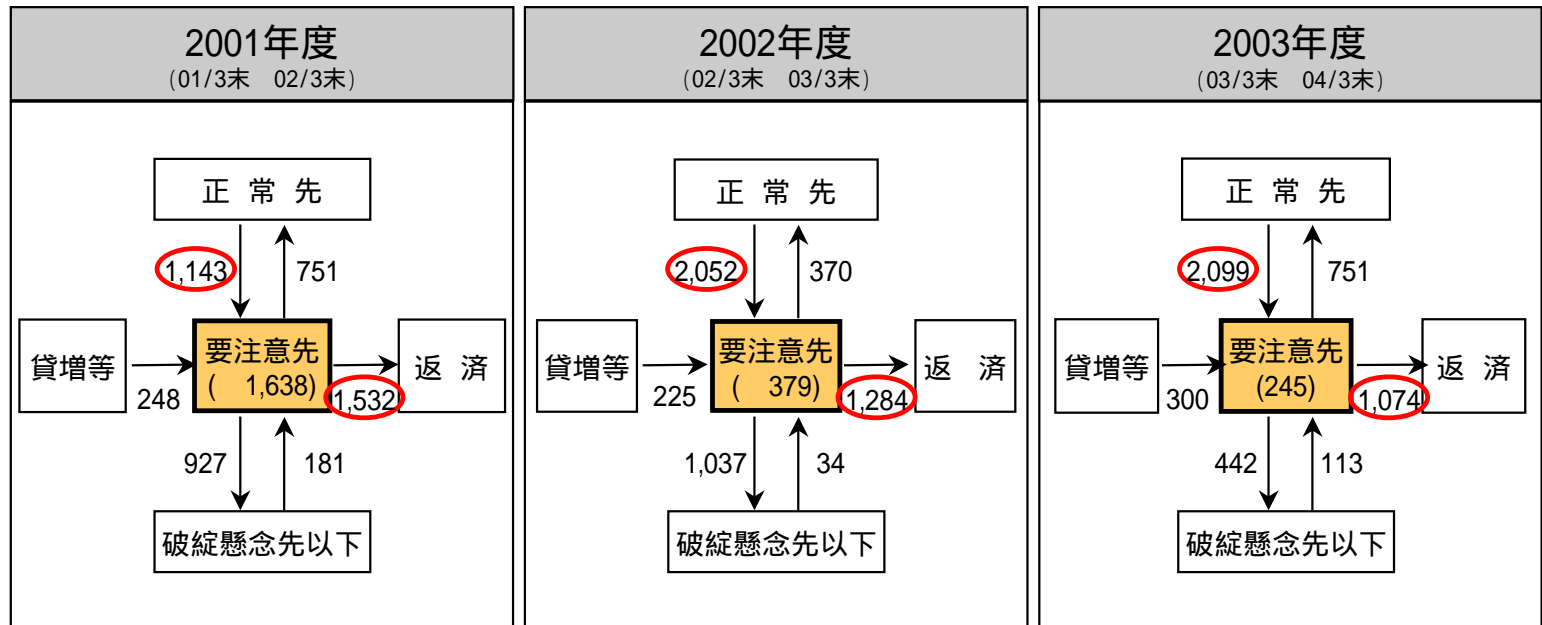 2001年度
(01/3末 02/3末)
正 常 先
1,143
751
貸増等
248
要注意先
( 1,638)
1,532
返 済
927
181
破綻懸念先以下
2002年度
(02/3末 03/3末)
正 常 先
2,052
370
貸増等
225
要注意先
( 379)
1,284
返 済
1,037
34
破綻懸念先以下
2003年度
(03/3末 04/3末)
正 常 先
2,099
751
貸増等
300
要注意先
(245)
1,074
返 済
442
113
破綻懸念先以下